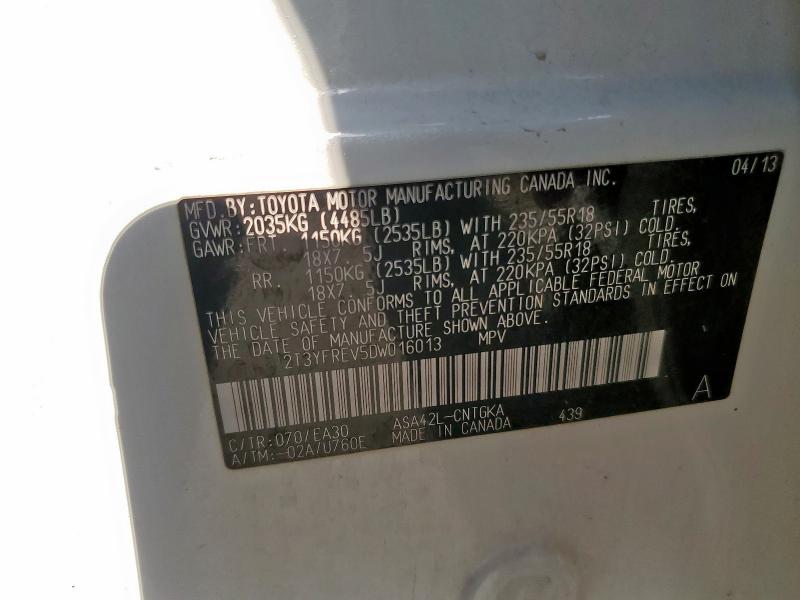 04/13
MFD.BY:TOYOTA MOTOR MANUFACTURING CANADA INC.
GVWR:2035KG (4485LB)
GAWR:FRT. 1150KG (2535LB) WITH 235/55R18 TIRES,
18X7. 5J RIMS, AT 220KPA (32PSI) COLD.
RR. 1150KG (2535LB) WITH 235/55R18 TIRES,
18X7. 5J RIMS, AT 220KPA (32PSI) COLD.
THIS VEHICLE CONFORMS TO ALL APPLICABLE FEDERAL MOTOR
VEHICLE SAFETY AND THEFT PREVENTION STANDARDS IN EFFECT ON
THE DATE OF MANUFACTURE SHOWN ABOVE.
2T3YFREV5DW016013 MPV
A
C/TR:070/EA30 ASA42L-CNTGKA 439
A/TM:-02A/U760E MADE IN CANADA